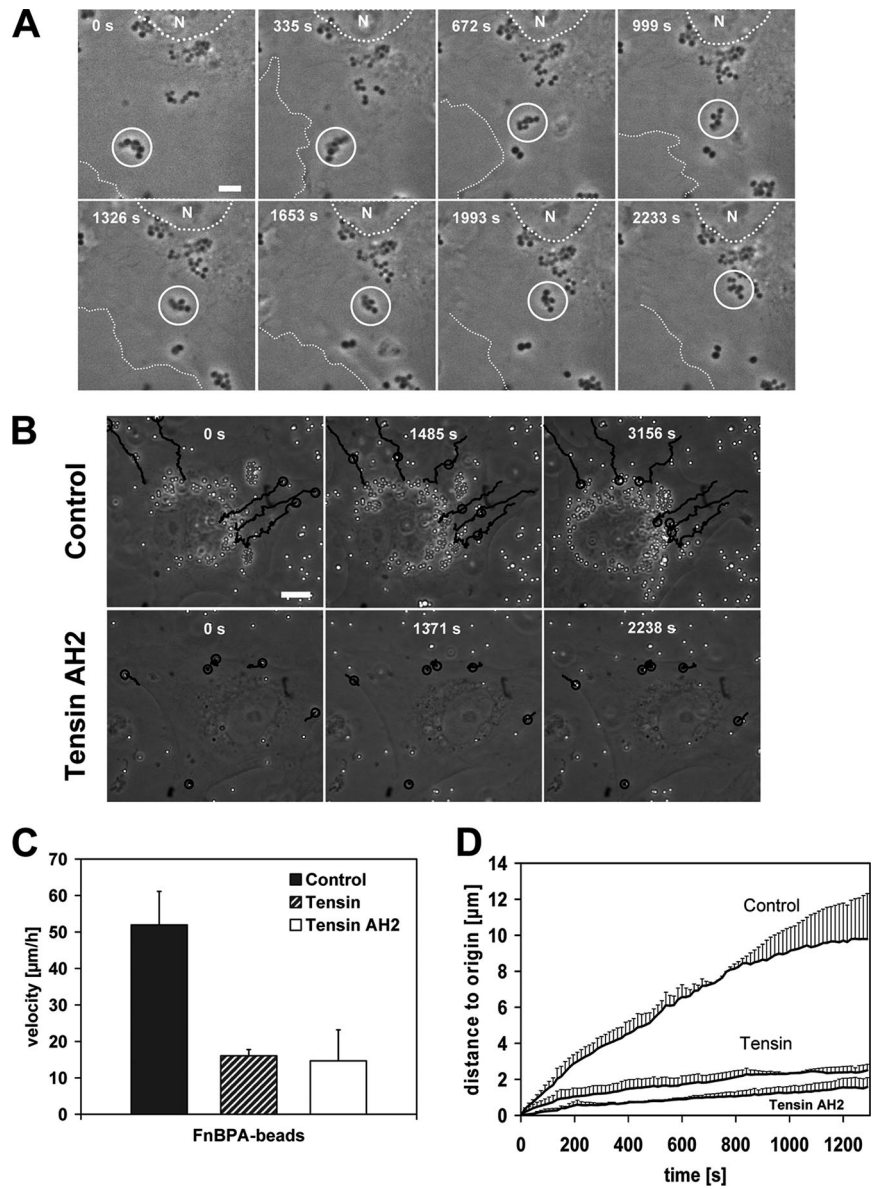 A
0 s
N
335 s
N
672 s
N
999 s
N
1326 s
N
1653 s
N
1993 s
N
2233 s
N
B
Control
0 s
1485 s
3156 s
Tensin AH2
0 s
1371 s
2238 s
C
velocity [µm/h]
70
60
50
40
30
20
10
0
Control
Tensin
Tensin AH2
FnBPA-beads
D
distance to origin [µm]
14
12
10
8
6
4
2
0
Control
Tensin
Tensin AH2
0
200
400
600
800
1000
1200
time [s]